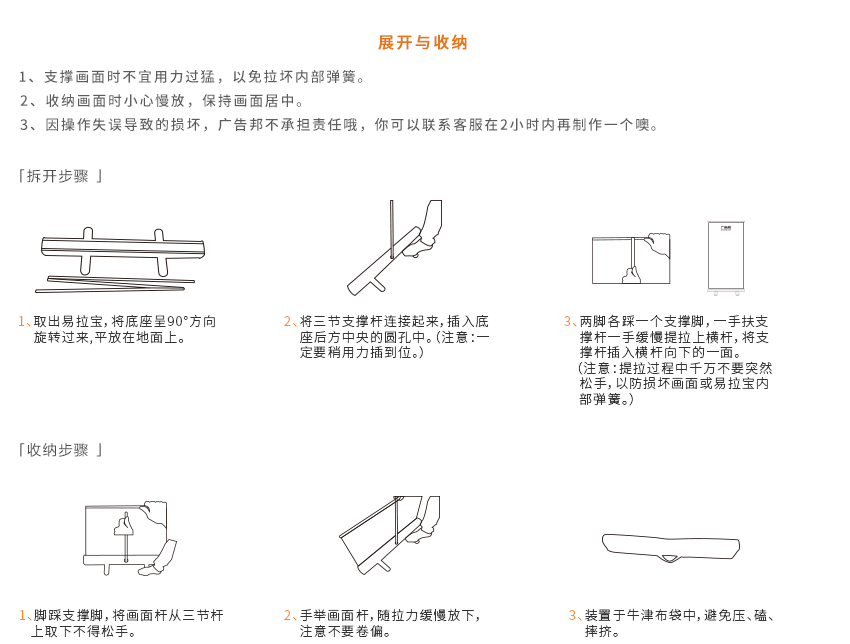 展开与收纳
1、支撑画面时不宜用力过猛，以免拉坏内部弹簧。
2、收纳画面时小心慢放，保持画面居中。
3、因操作失误导致的损坏，广告邦不承担责任哦，你可以联系客服在2小时内再制作一个噢。
「拆开步骤 」
1、取出易拉宝，将底座呈90°方向
旋转过来,平放在地面上。
2、将三节支撑杆连接起来，插入底
座后方中央的圆孔中。（注意：一
定要稍用力插到位。）
3、两脚各踩一个支撑脚，一手扶支
撑杆一手缓慢提拉上横杆，将支
撑杆插入横杆向下的一面。
（注意：提拉过程中千万不要突然
松手，以防损坏画面或易拉宝内
部弹簧。）
「收纳步骤 」
1、脚踩支撑脚，将画面杆从三节杆
上取下不得松手。
2、手举画面杆，随拉力缓慢放下，
注意不要卷偏。
3、装置于牛津布袋中，避免压、磕、
摔挤。